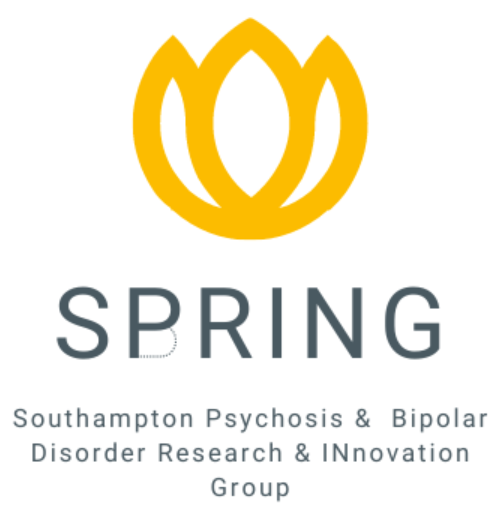 SPRING
Southampton Psychosis & Bipolar
Disorder Research & INnovation
Group